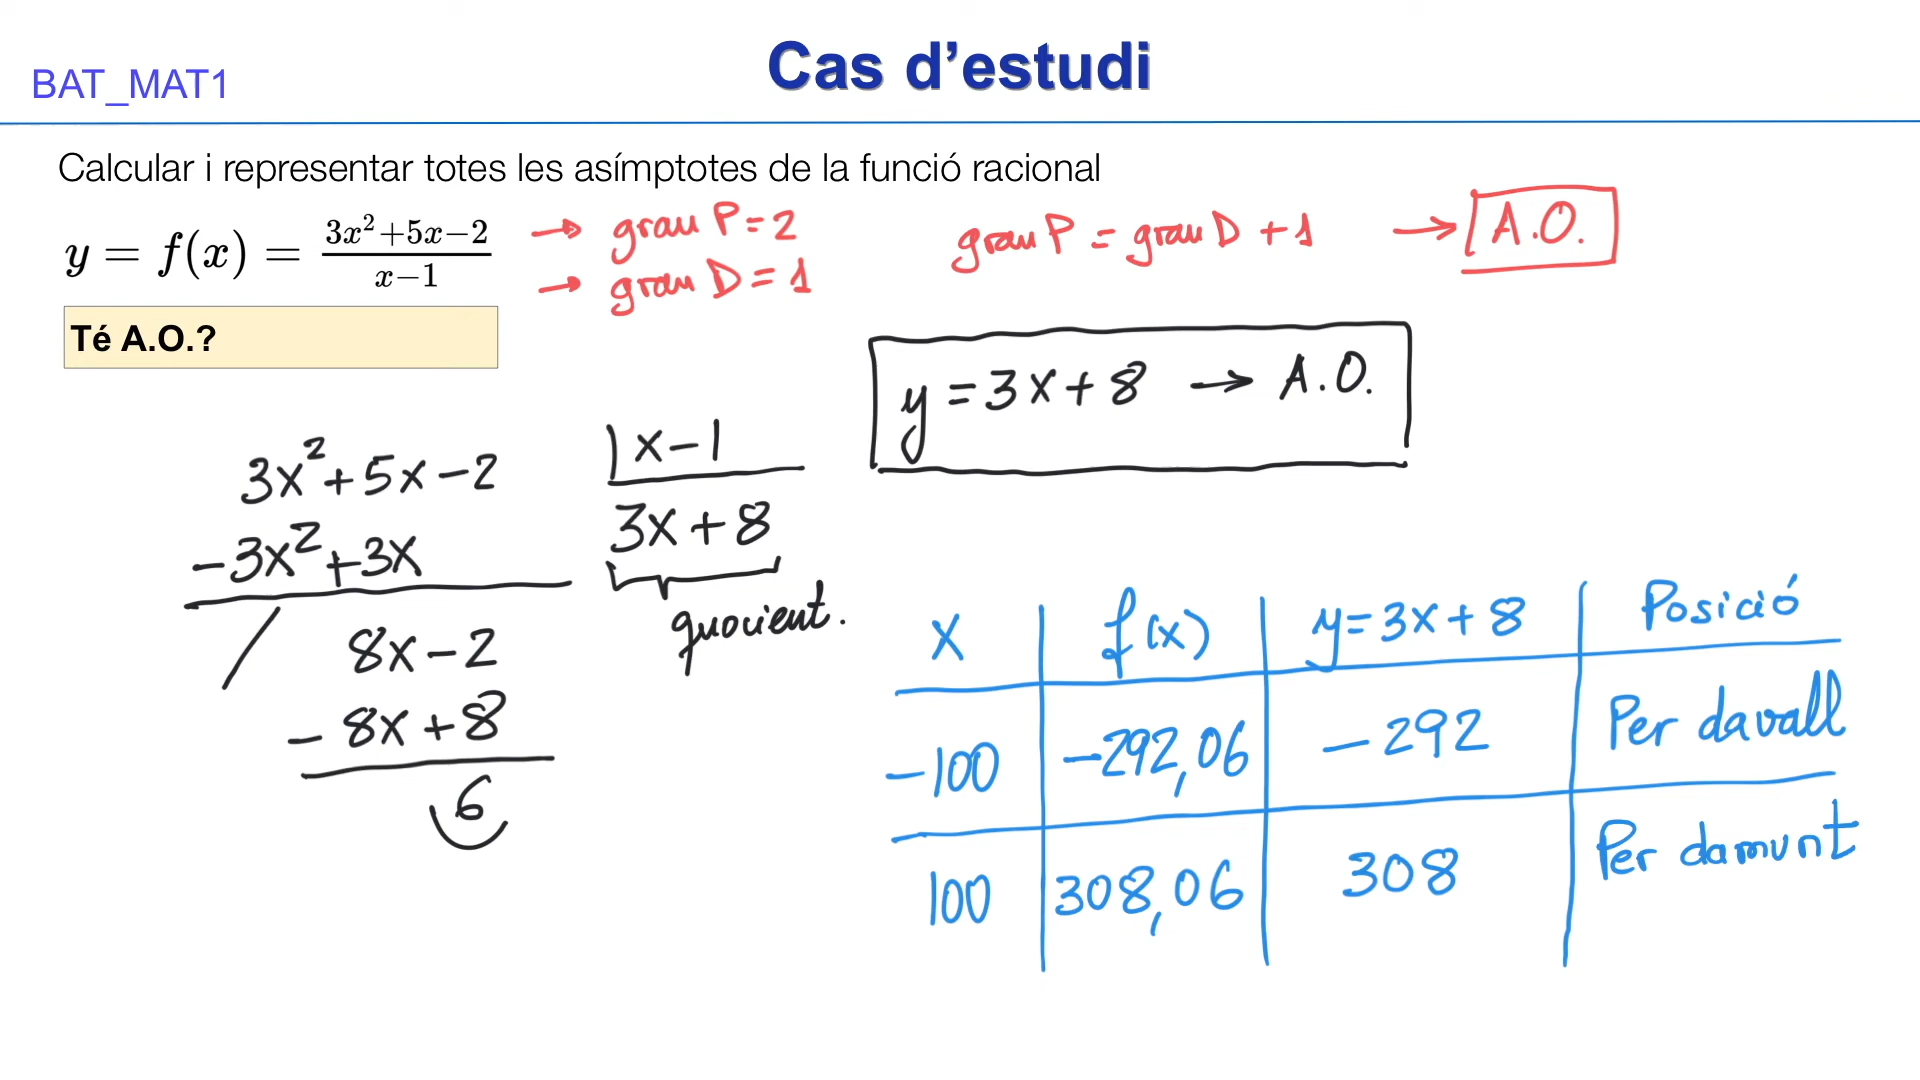 Cas d’estudi
BAT_MAT1
Calcular i representar totes les asímptotes de la funció racional
y = f(x) = (3x²+5x−2)/(x−1)
→ grau P = 2
→ grau D = 1
grau P = grau D + 1 → A.O.
Té A.O.?
y = 3x + 8 → A.O.
3x² + 5x − 2 | x − 1
− 3x² + 3x
3x + 8
quocient.
/ 8x − 2
− 8x + 8
6
x | f(x) | y = 3x + 8 | Posició
−100 | −292,06 | −292 | Per davall
100 | 308,06 | 308 | Per damunt